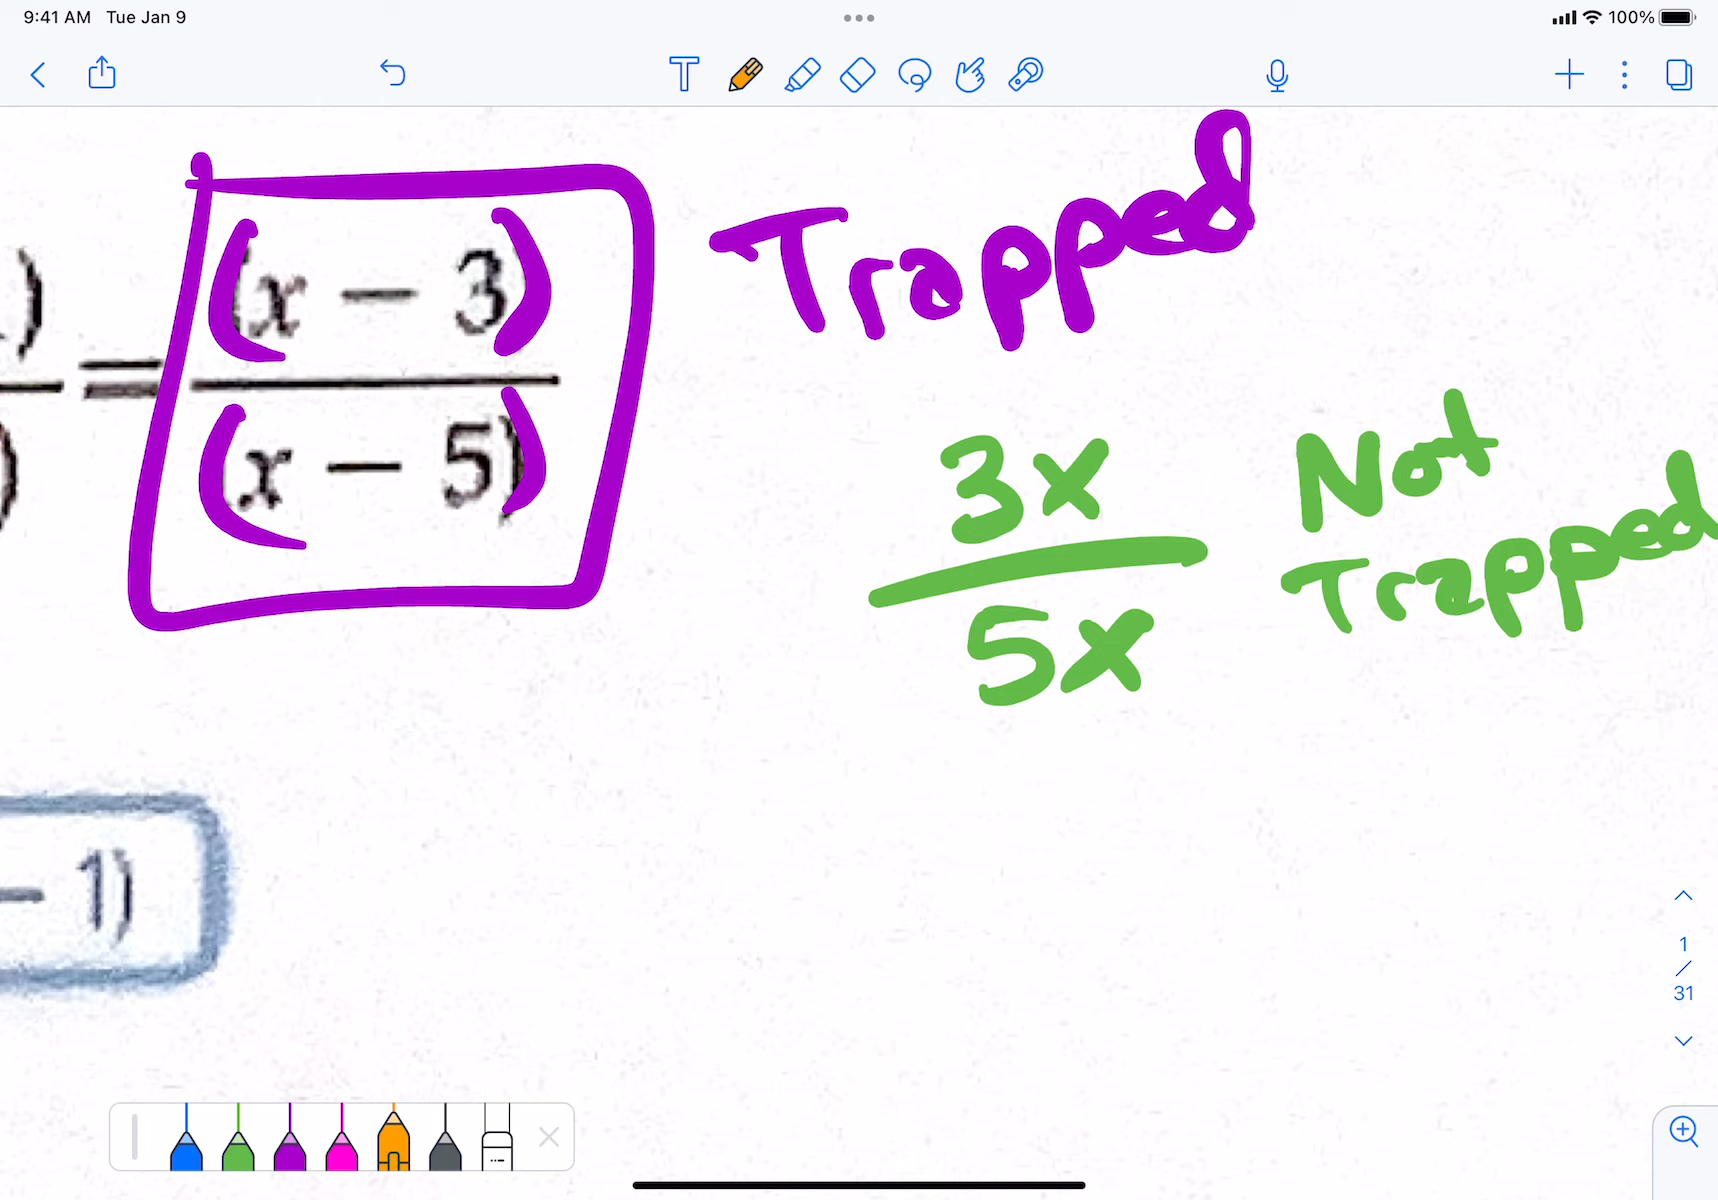 9:41 AM Tue Jan 9
100%
T
)
(x − 3)
=
(x − 5)
)
Trapped
3x
5x
Not
Trapped
− 1)
1
/
31